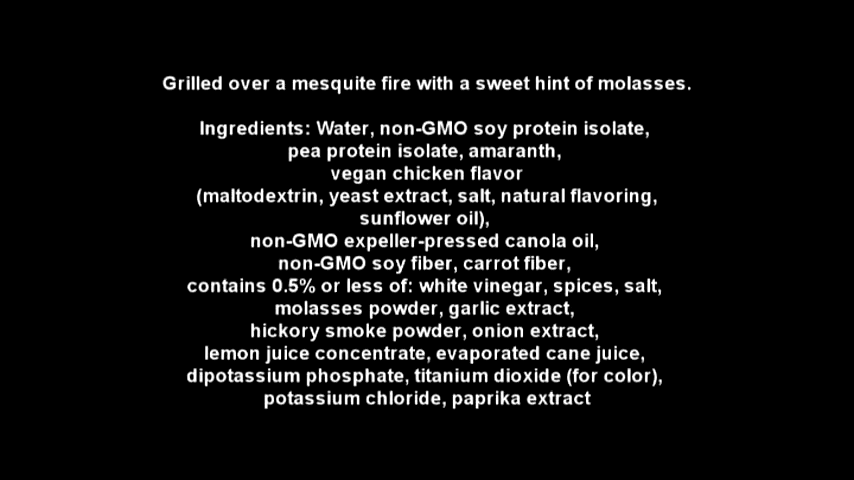 Grilled over a mesquite fire with a sweet hint of molasses.
Ingredients: Water, non-GMO soy protein isolate,
pea protein isolate, amaranth,
vegan chicken flavor
(maltodextrin, yeast extract, salt, natural flavoring,
sunflower oil),
non-GMO expeller-pressed canola oil,
non-GMO soy fiber, carrot fiber,
contains 0.5% or less of: white vinegar, spices, salt,
molasses powder, garlic extract,
hickory smoke powder, onion extract,
lemon juice concentrate, evaporated cane juice,
dipotassium phosphate, titanium dioxide (for color),
potassium chloride, paprika extract